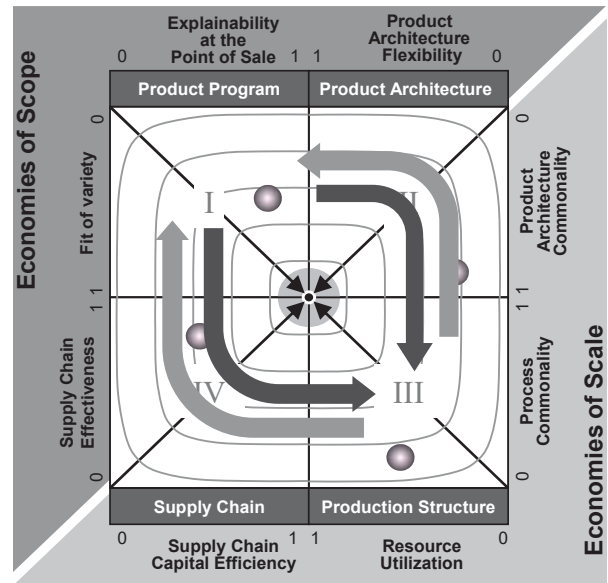 Explainability
at the
Point of Sale
Product
Architecture
Flexibility
0
1
1
0
Product Program
Product Architecture
Economies of Scope
0
0
Fit of variety
Product
Architecture
Commonality
I
II
1
1
1
1
Supply Chain
Effectiveness
Process
Commonality
IV
III
0
0
Economies of Scale
Supply Chain
Production Structure
0
1
1
0
Supply Chain
Capital Efficiency
Resource
Utilization